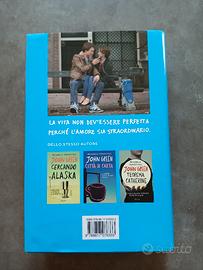 LA VITA NON DEV'ESSERE PERFETTA
PERCHÉ L'AMORE SIA STRAORDINARIO.
DELLO STESSO AUTORE:
JOHN GREEN
CERCANDO
ALASKA
JOHN GREEN
CITTÀ DI CARTA
JOHN GREEN
TEOREMA
CATHERINE
subito